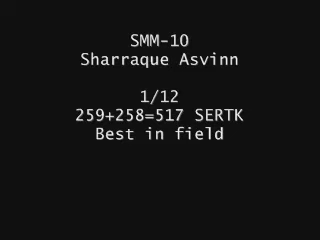 SMM-10
Sharraque Asvinn
1/12
259+258=517 SERTK
Best in field